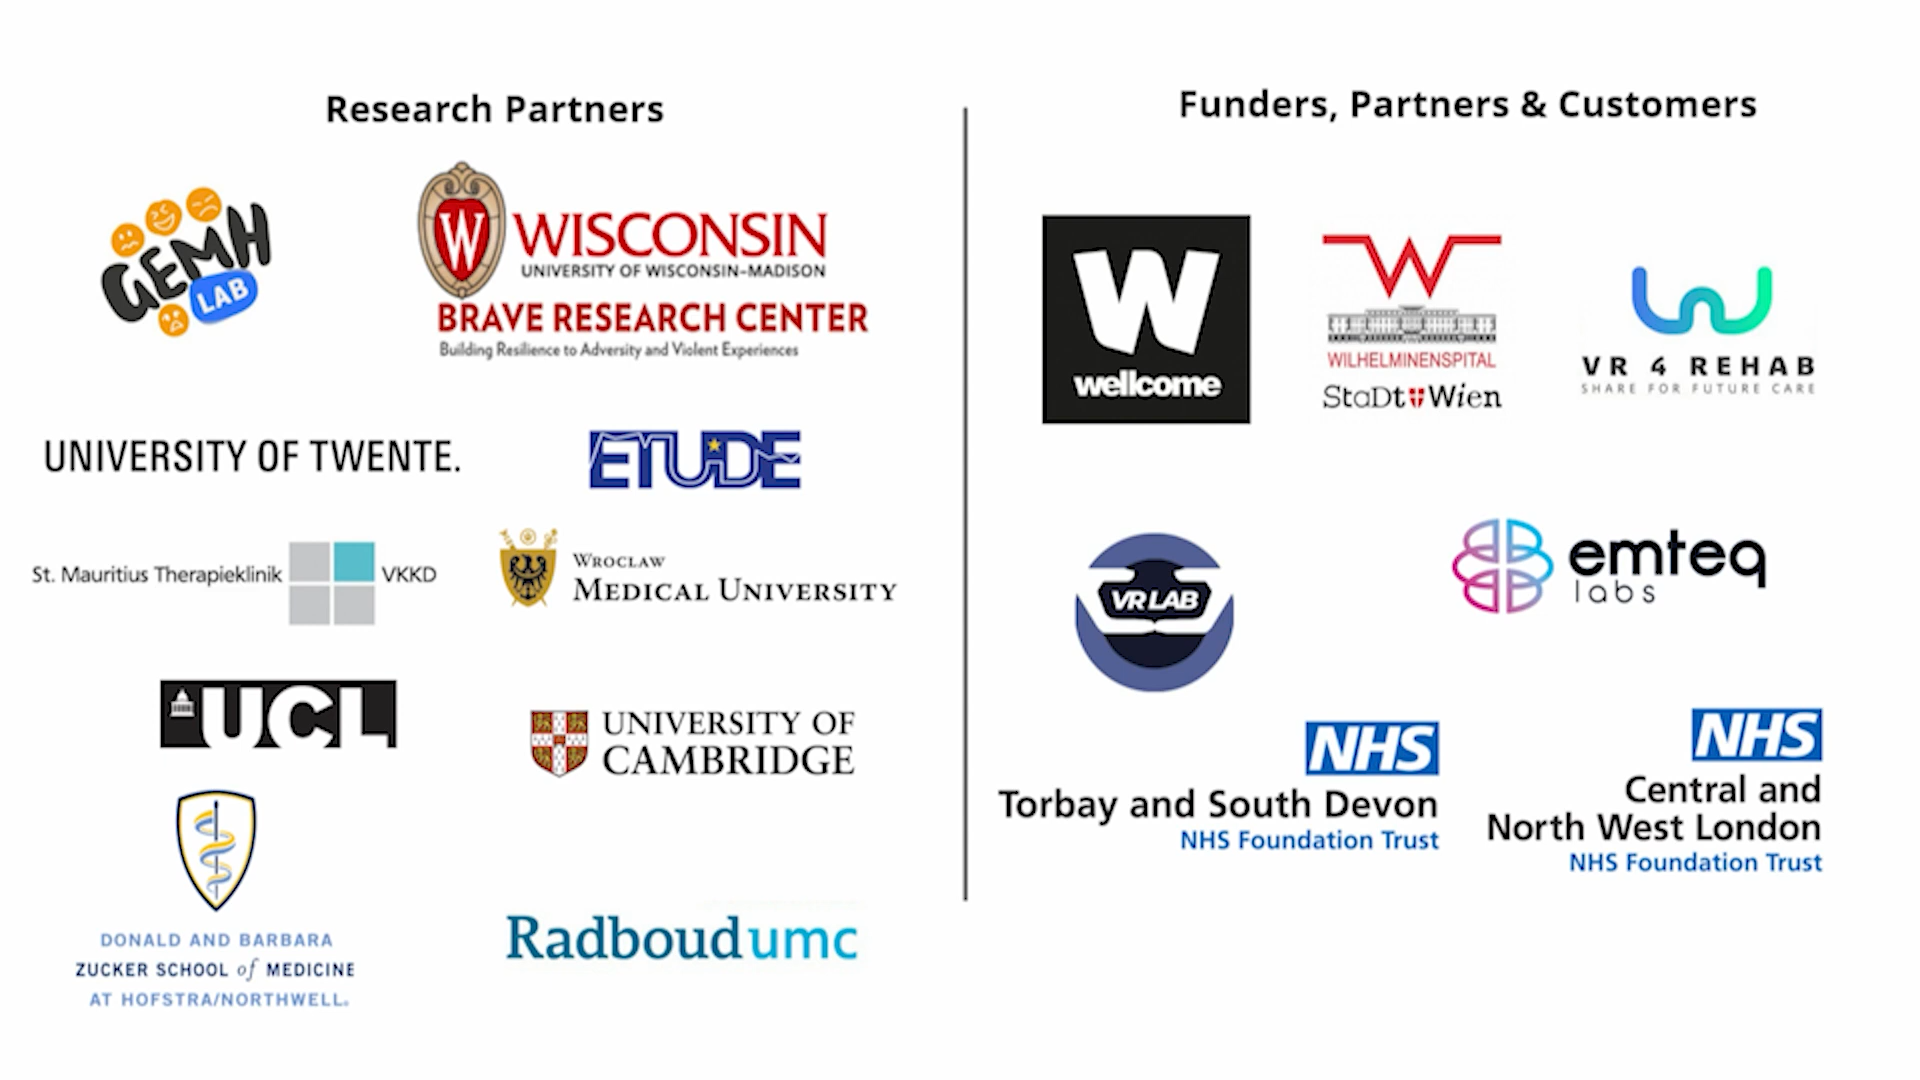 Research Partners
GEMH
LAB
W WISCONSIN
UNIVERSITY OF WISCONSIN–MADISON
BRAVE RESEARCH CENTER
Building Resilience to Adversity and Violent Experiences
UNIVERSITY OF TWENTE.
ETUDE
St. Mauritius Therapieklinik VKKD
WROCLAW
MEDICAL UNIVERSITY
UCL
UNIVERSITY OF
CAMBRIDGE
DONALD AND BARBARA
ZUCKER SCHOOL of MEDICINE
AT HOFSTRA/NORTHWELL.
Radboudumc
Funders, Partners & Customers
W
wellcome
W
WILHELMINENSPITAL
StaDt Wien
VR 4 REHAB
SHARE FOR FUTURE CARE
VR LAB
emteq
labs
NHS
Torbay and South Devon
NHS Foundation Trust
NHS
Central and
North West London
NHS Foundation Trust